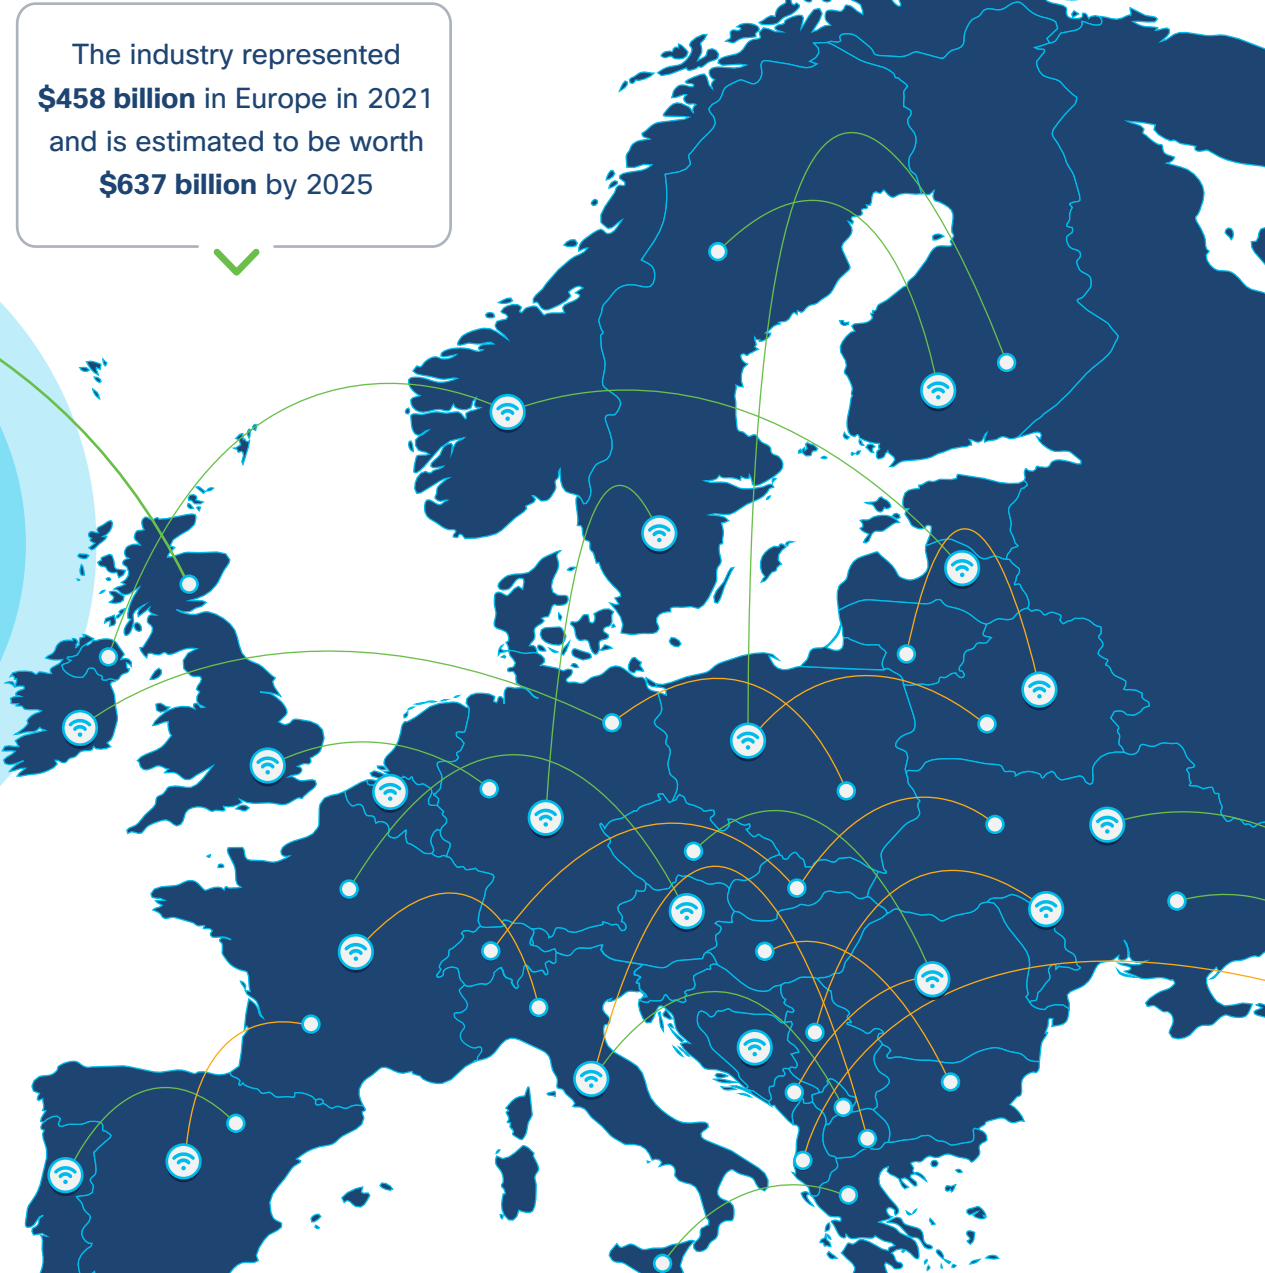 The industry represented
$458 billion in Europe in 2021
and is estimated to be worth
$637 billion by 2025